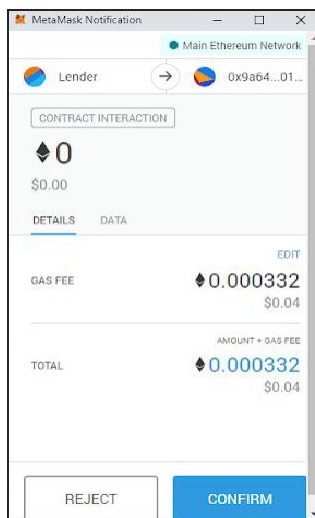 MetaMask Notification
Main Ethereum Network
Lender 0x9a64...01...
CONTRACT INTERACTION
0
$0.00
DETAILS DATA
EDIT
GAS FEE 0.000332
$0.04
AMOUNT + GAS FEE
TOTAL 0.000332
$0.04
REJECT CONFIRM